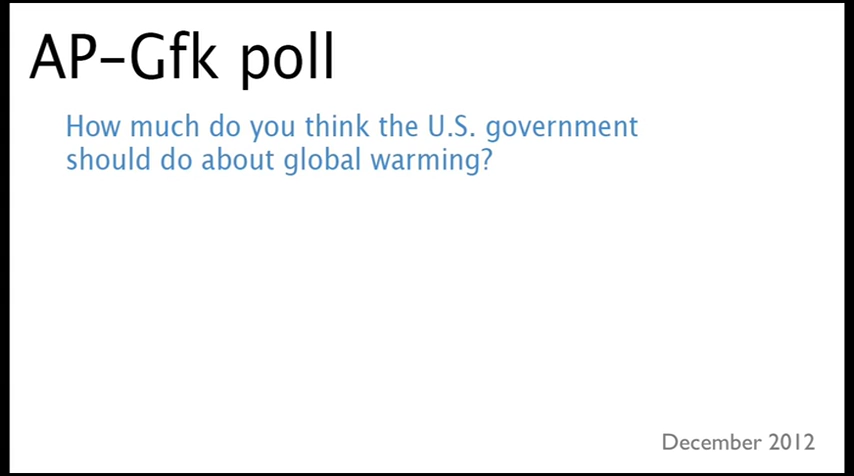 AP–Gfk poll
How much do you think the U.S. government
should do about global warming?
December 2012